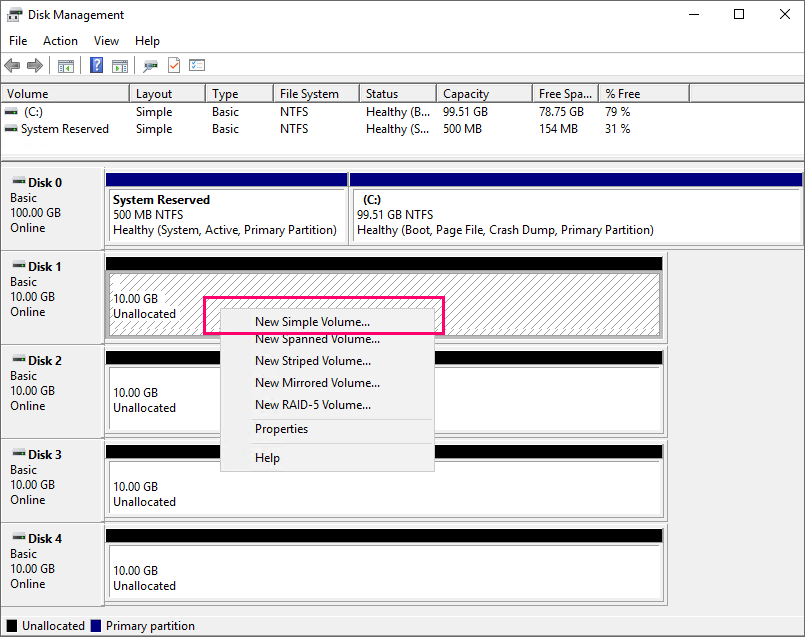 Disk Management
File Action View Help
Volume Layout Type File System Status Capacity Free Spa... % Free
(C:) Simple Basic NTFS Healthy (B... 99.51 GB 78.75 GB 79 %
System Reserved Simple Basic NTFS Healthy (S... 500 MB 154 MB 31 %
Disk 0
Basic
100.00 GB
Online
System Reserved
500 MB NTFS
Healthy (System, Active, Primary Partition)
(C:)
99.51 GB NTFS
Healthy (Boot, Page File, Crash Dump, Primary Partition)
Disk 1
Basic
10.00 GB
Online
10.00 GB
Unallocated
New Simple Volume...
New Spanned Volume...
New Striped Volume...
New Mirrored Volume...
New RAID-5 Volume...
Properties
Help
Disk 2
Basic
10.00 GB
Online
10.00 GB
Unallocated
Disk 3
Basic
10.00 GB
Online
10.00 GB
Unallocated
Disk 4
Basic
10.00 GB
Online
10.00 GB
Unallocated
Unallocated Primary partition